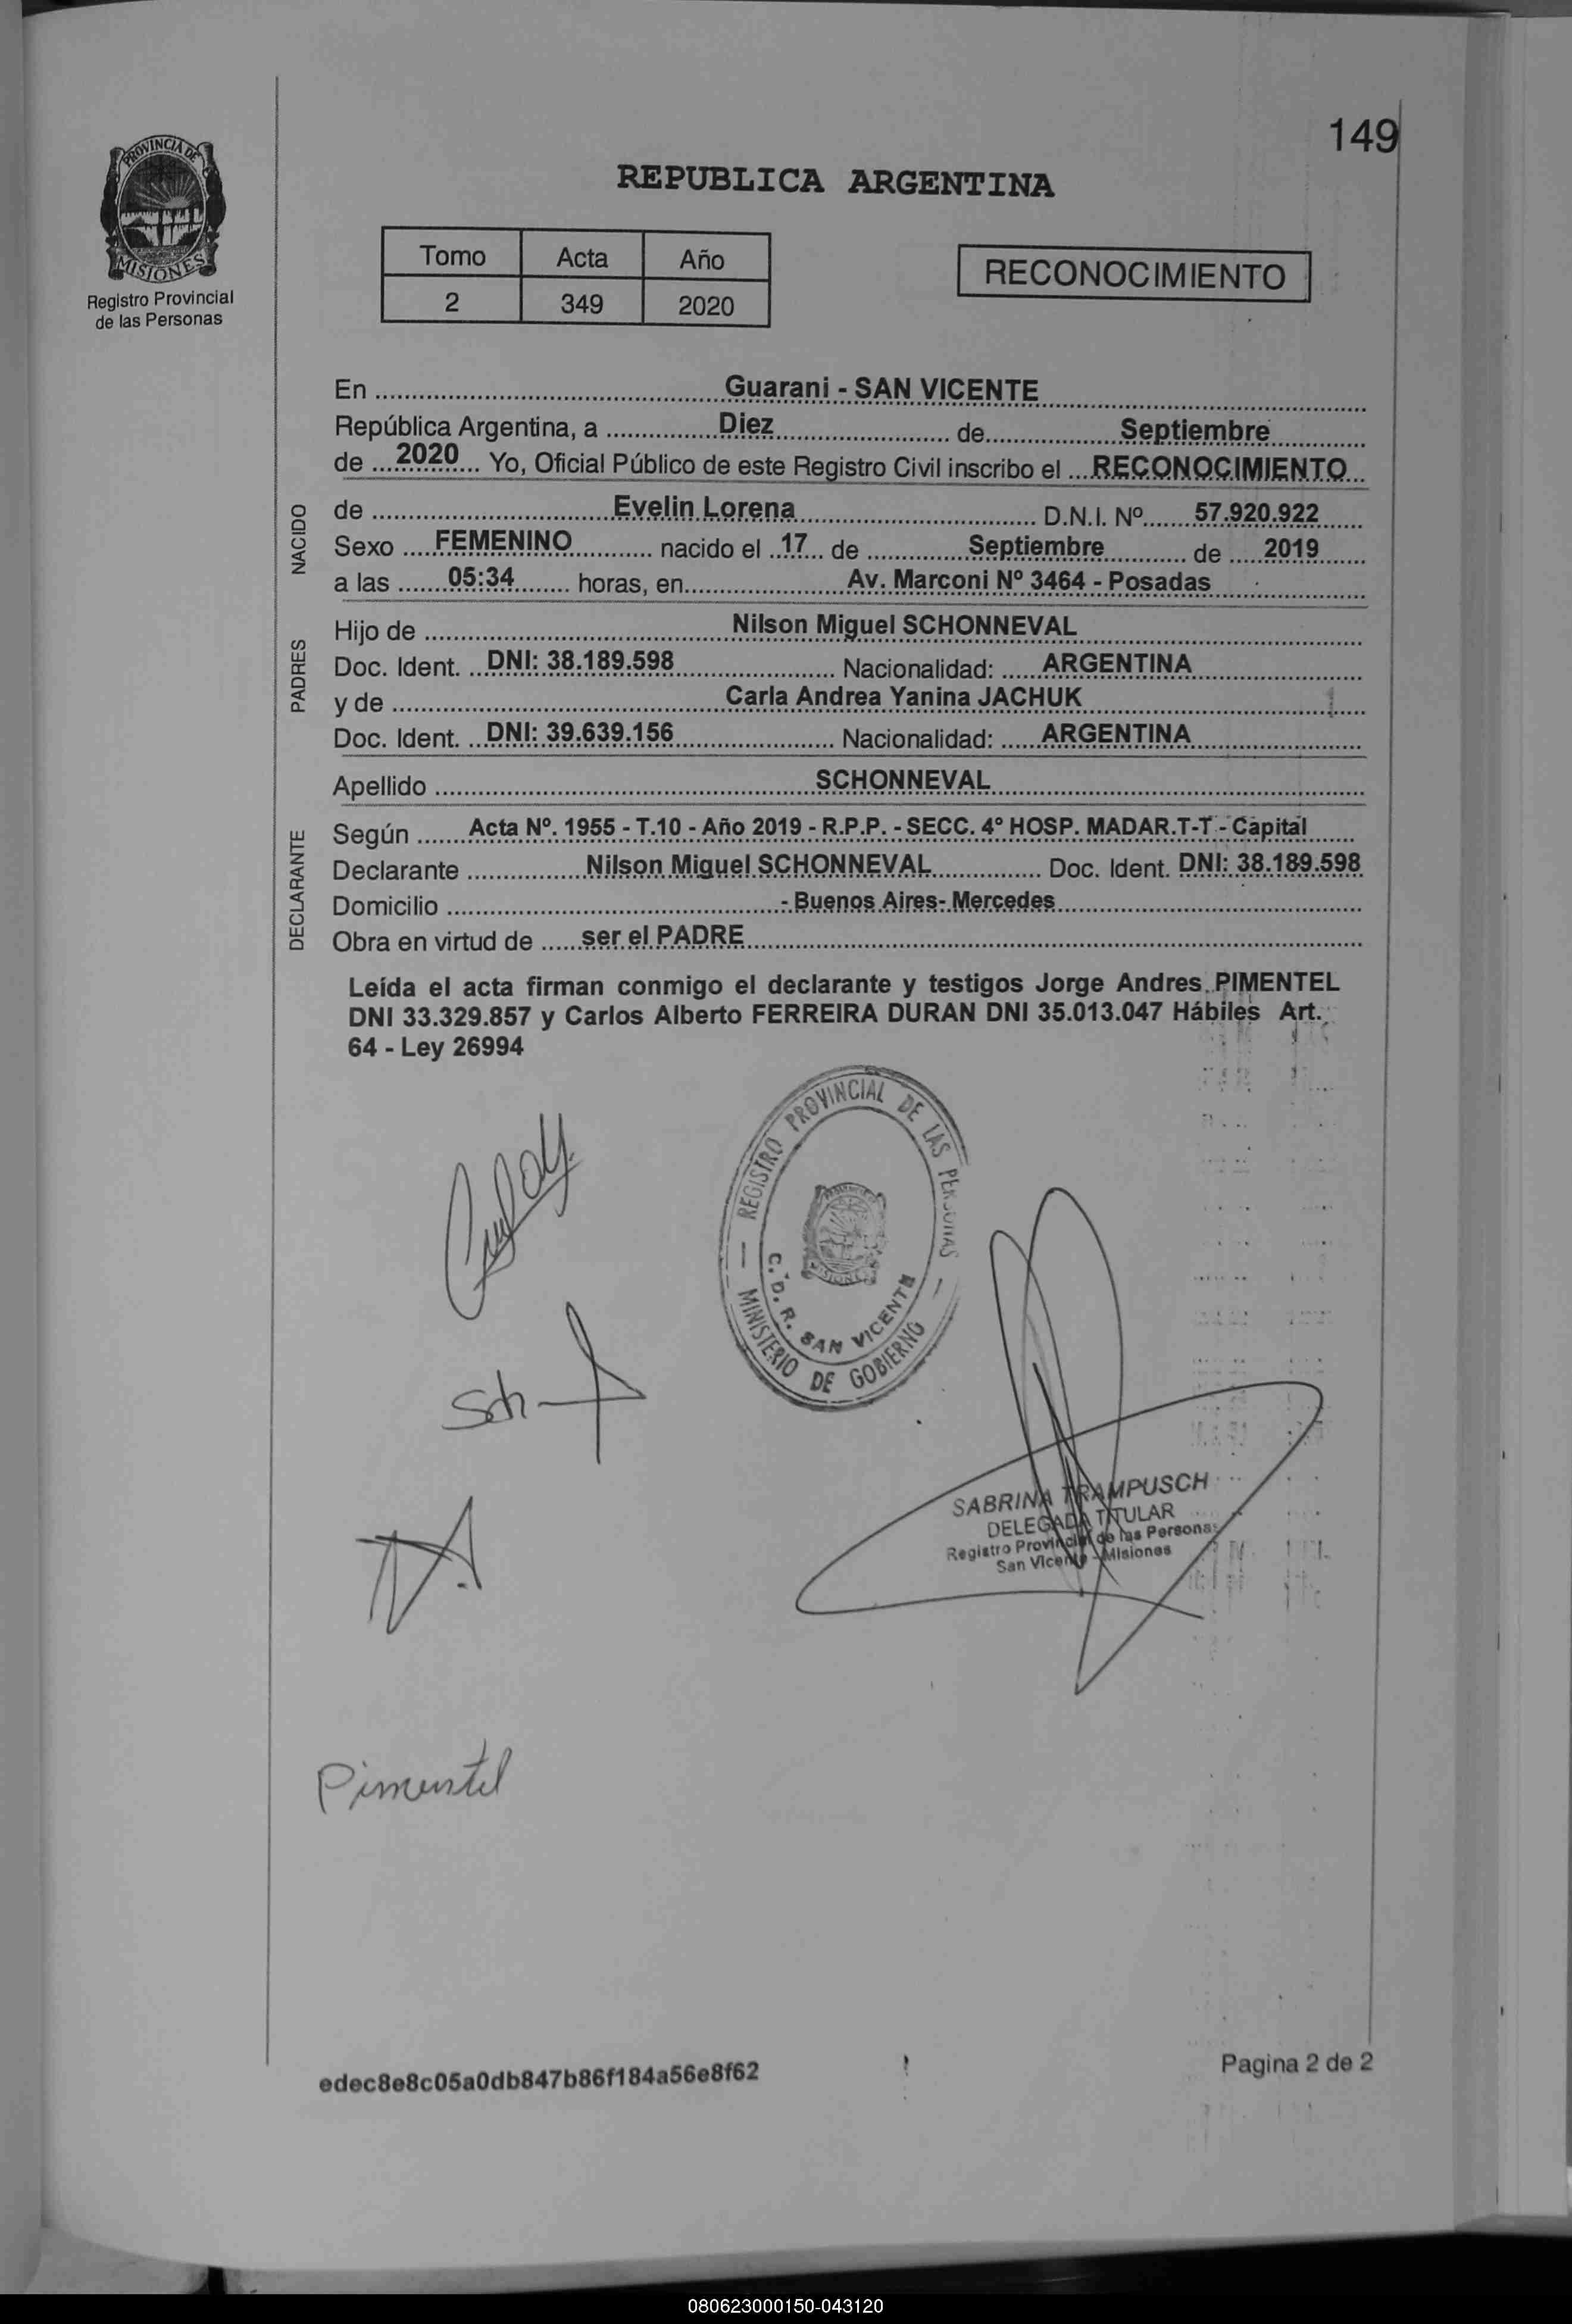 149
PROVINCIA DE
MISIONES
Registro Provincial
de las Personas
REPUBLICA ARGENTINA
Tomo Acta Año
2 349 2020
RECONOCIMIENTO
En ........ Guarani - SAN VICENTE ........
República Argentina, a ........ Diez ........ de ........ Septiembre ........
de .... 2020 .... Yo, Oficial Público de este Registro Civil inscribo el .... RECONOCIMIENTO ....
NACIDO
de ........ Evelin Lorena ........ D.N.I. Nº ........ 57.920.922 ........
Sexo ........ FEMENINO ........ nacido el .. 17 .. de ........ Septiembre ........ de ........ 2019 ........
a las ........ 05:34 ........ horas, en ........ Av. Marconi Nº 3464 - Posadas ........
PADRES
Hijo de ........ Nilson Miguel SCHONNEVAL ........
Doc. Ident. .. DNI: 38.189.598 ........ Nacionalidad: ........ ARGENTINA ........
y de ........ Carla Andrea Yanina JACHUK ........
Doc. Ident. .. DNI: 39.639.156 ........ Nacionalidad: ........ ARGENTINA ........
Apellido ........ SCHONNEVAL ........
DECLARANTE
Según ........ Acta Nº. 1955 - T.10 - Año 2019 - R.P.P. - SECC. 4º HOSP. MADAR.T-T - Capital ........
Declarante ........ Nilson Miguel SCHONNEVAL ........ Doc. Ident. DNI: 38.189.598
Domicilio ........ - Buenos Aires- Mercedes ........
Obra en virtud de ........ ser el PADRE ........
Leída el acta firman conmigo el declarante y testigos Jorge Andres PIMENTEL
DNI 33.329.857 y Carlos Alberto FERREIRA DURAN DNI 35.013.047 Hábiles Art.
64 - Ley 26994
REGISTRO PROVINCIAL DE LAS PERSONAS
MINISTERIO DE GOBIERNO
C. D. R. SAN VICENTE
MISIONES
Sch
SABRINA TRAMPUSCH
DELEGADA TITULAR
Registro Provincial de las Personas
San Vicente - Misiones
Pimentel
edec8e8c05a0db847b86f184a56e8f62
Pagina 2 de 2
080623000150-043120